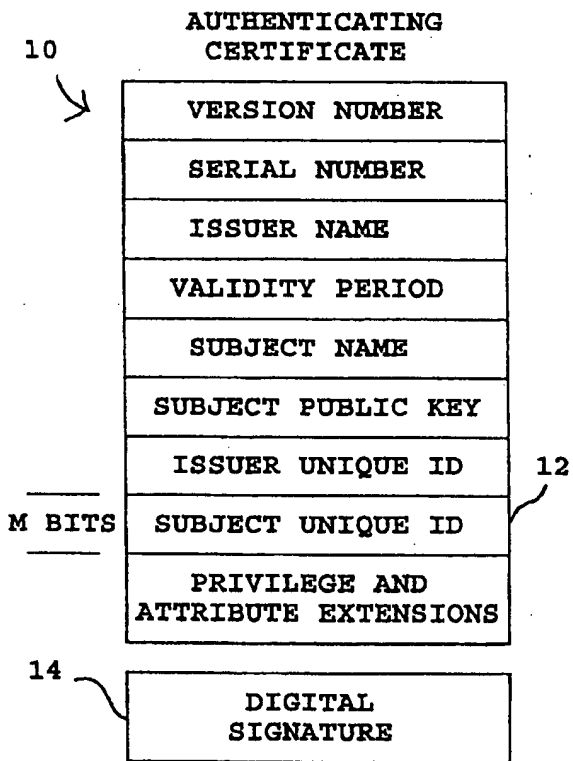 AUTHENTICATING
CERTIFICATE
10
VERSION NUMBER
SERIAL NUMBER
ISSUER NAME
VALIDITY PERIOD
SUBJECT NAME
SUBJECT PUBLIC KEY
ISSUER UNIQUE ID
12
M BITS
SUBJECT UNIQUE ID
PRIVILEGE AND
ATTRIBUTE EXTENSIONS
14
DIGITAL
SIGNATURE